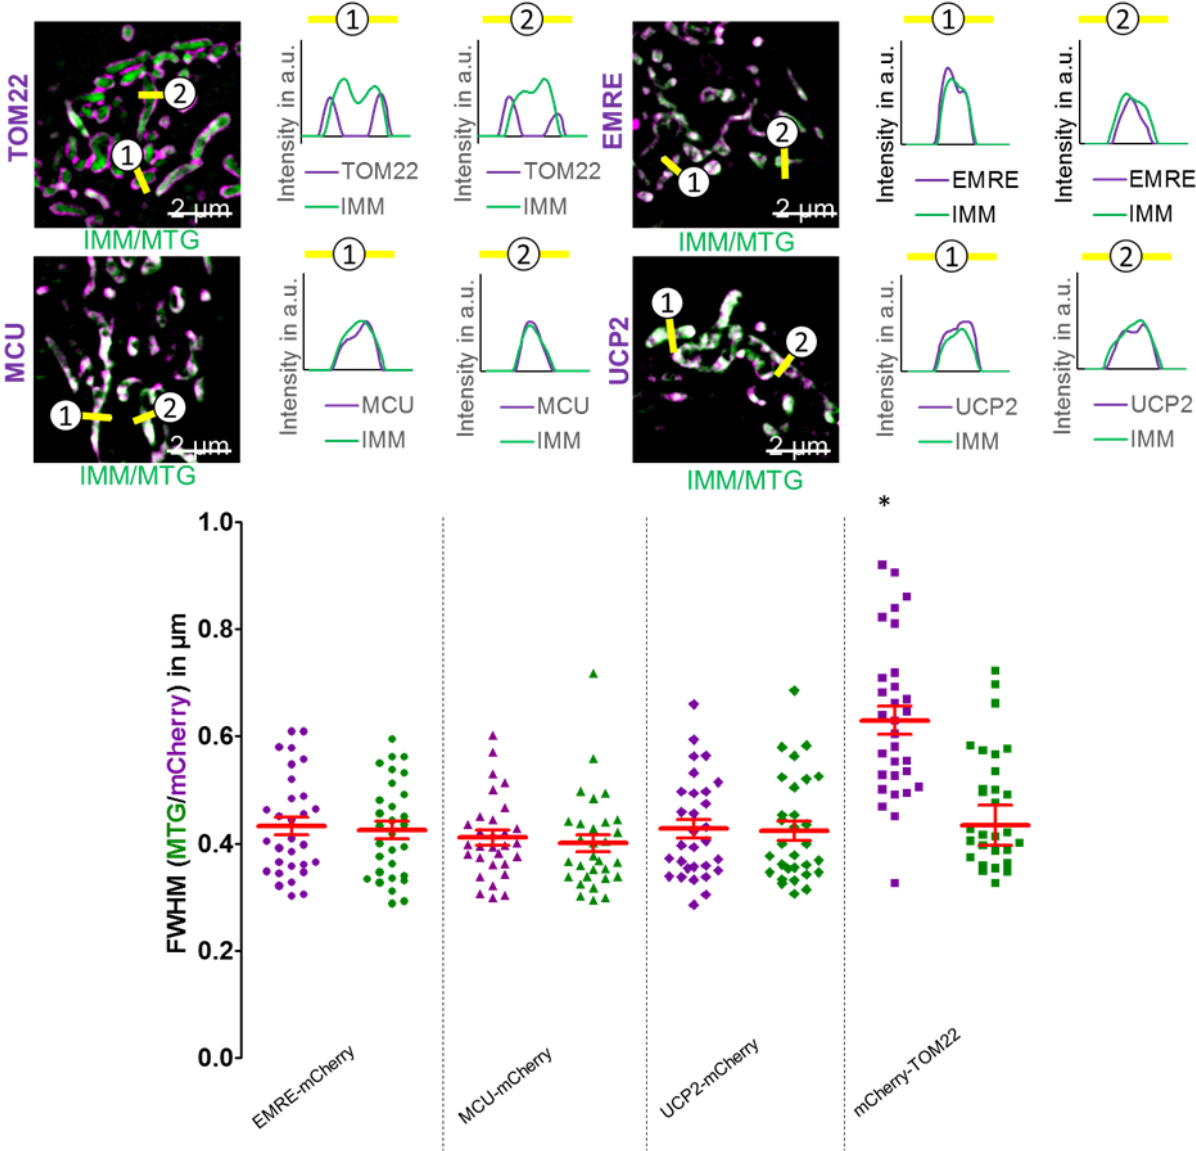 TOM22
1
2
2 µm
IMM/MTG
1
Intensity in a.u.
TOM22
IMM
2
Intensity in a.u.
TOM22
IMM
EMRE
1
2
2 µm
IMM/MTG
1
Intensity in a.u.
EMRE
IMM
2
Intensity in a.u.
EMRE
IMM
MCU
1
2
2 µm
IMM/MTG
1
Intensity in a.u.
MCU
IMM
2
Intensity in a.u.
MCU
IMM
UCP2
1
2
2 µm
IMM/MTG
1
Intensity in a.u.
UCP2
IMM
2
Intensity in a.u.
UCP2
IMM
*
FWHM (MTG/mCherry) in µm
1.0
0.8
0.6
0.4
0.2
0.0
EMRE-mCherry
MCU-mCherry
UCP2-mCherry
mCherry-TOM22